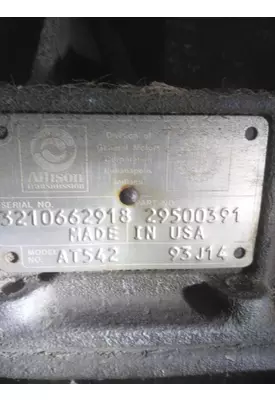 Allison
TRANSMISSION
Division of
General Motors
Indianapolis
Indiana
SERIAL NO. PART NO.
3210662918 29500391
MADE IN USA
MODEL NO. AT542 93J14